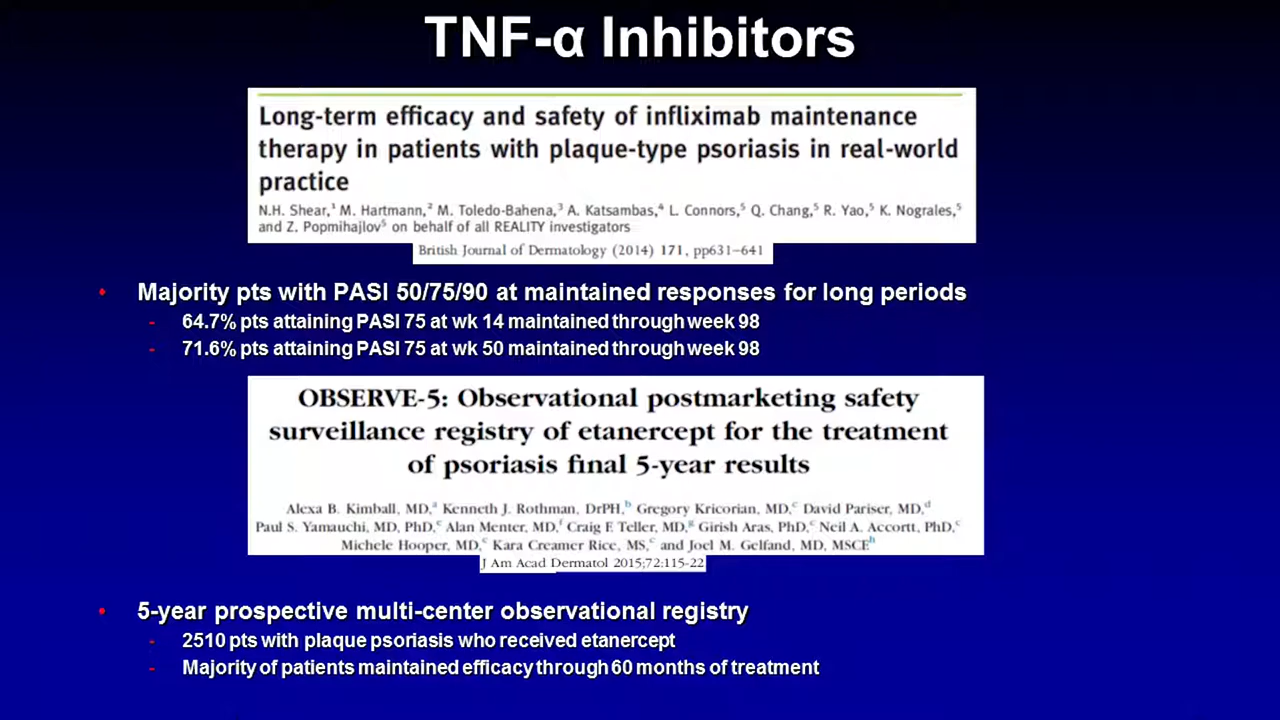 TNF-α Inhibitors
Long-term efficacy and safety of infliximab maintenance
therapy in patients with plaque-type psoriasis in real-world
practice
N.H. Shear,¹ M. Hartmann,² M. Toledo-Bahena,³ A. Katsambas,⁴ L. Connors,⁵ Q. Chang,⁵ R. Yao,⁵ K. Nograles,⁵
and Z. Popmihajlov⁵ on behalf of all REALITY investigators
British Journal of Dermatology (2014) 171, pp631–641
• Majority pts with PASI 50/75/90 at maintained responses for long periods
- 64.7% pts attaining PASI 75 at wk 14 maintained through week 98
- 71.6% pts attaining PASI 75 at wk 50 maintained through week 98
OBSERVE-5: Observational postmarketing safety
surveillance registry of etanercept for the treatment
of psoriasis final 5-year results
Alexa B. Kimball, MD,ᵃ Kenneth J. Rothman, DrPH,ᵇ Gregory Kricorian, MD,ᶜ David Pariser, MD,ᵈ
Paul S. Yamauchi, MD, PhD,ᵉ Alan Menter, MD,ᶠ Craig F. Teller, MD,ᵍ Girish Aras, PhD,ᶜ Neil A. Accortt, PhD,ᶜ
Michele Hooper, MD,ᶜ Kara Creamer Rice, MS,ᶜ and Joel M. Gelfand, MD, MSCEʰ
J Am Acad Dermatol 2015;72:115-22
• 5-year prospective multi-center observational registry
- 2510 pts with plaque psoriasis who received etanercept
- Majority of patients maintained efficacy through 60 months of treatment